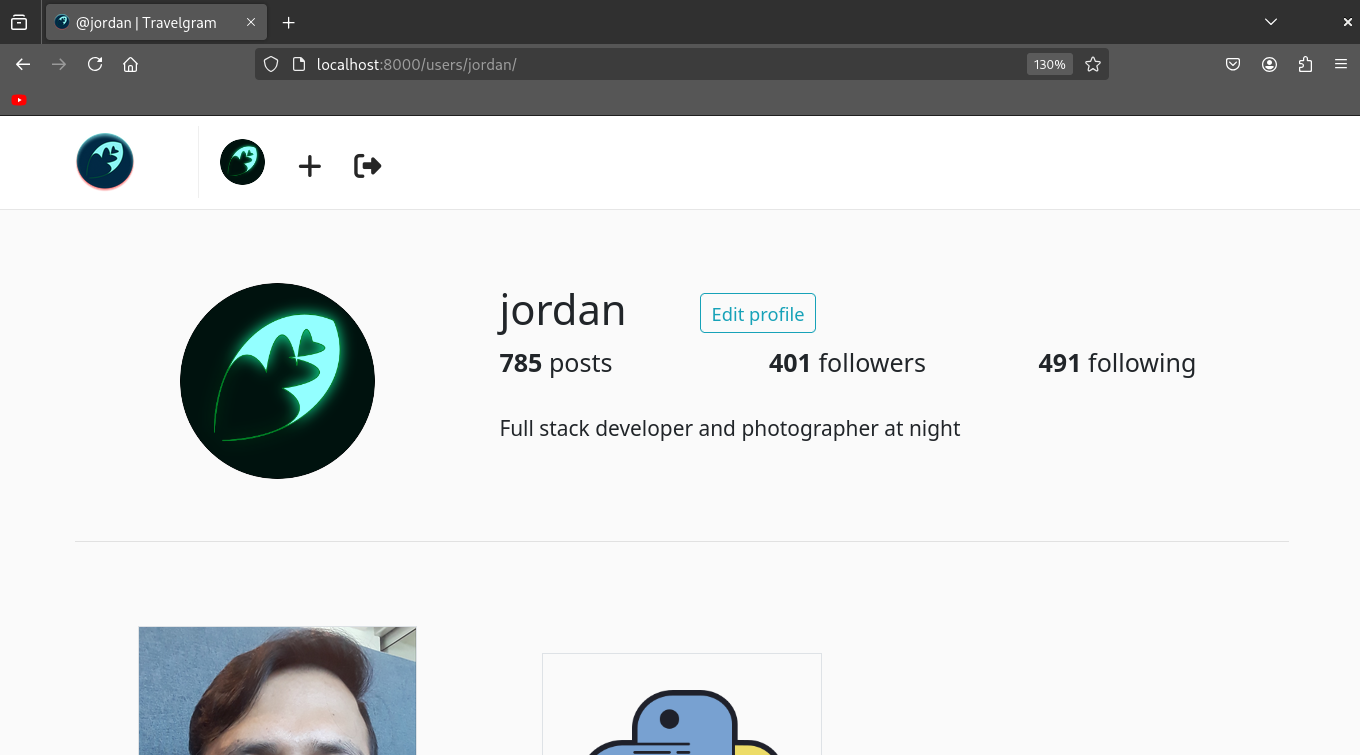 @jordan | Travelgram
localhost:8000/users/jordan/
130%
jordan
Edit profile
785 posts
401 followers
491 following
Full stack developer and photographer at night